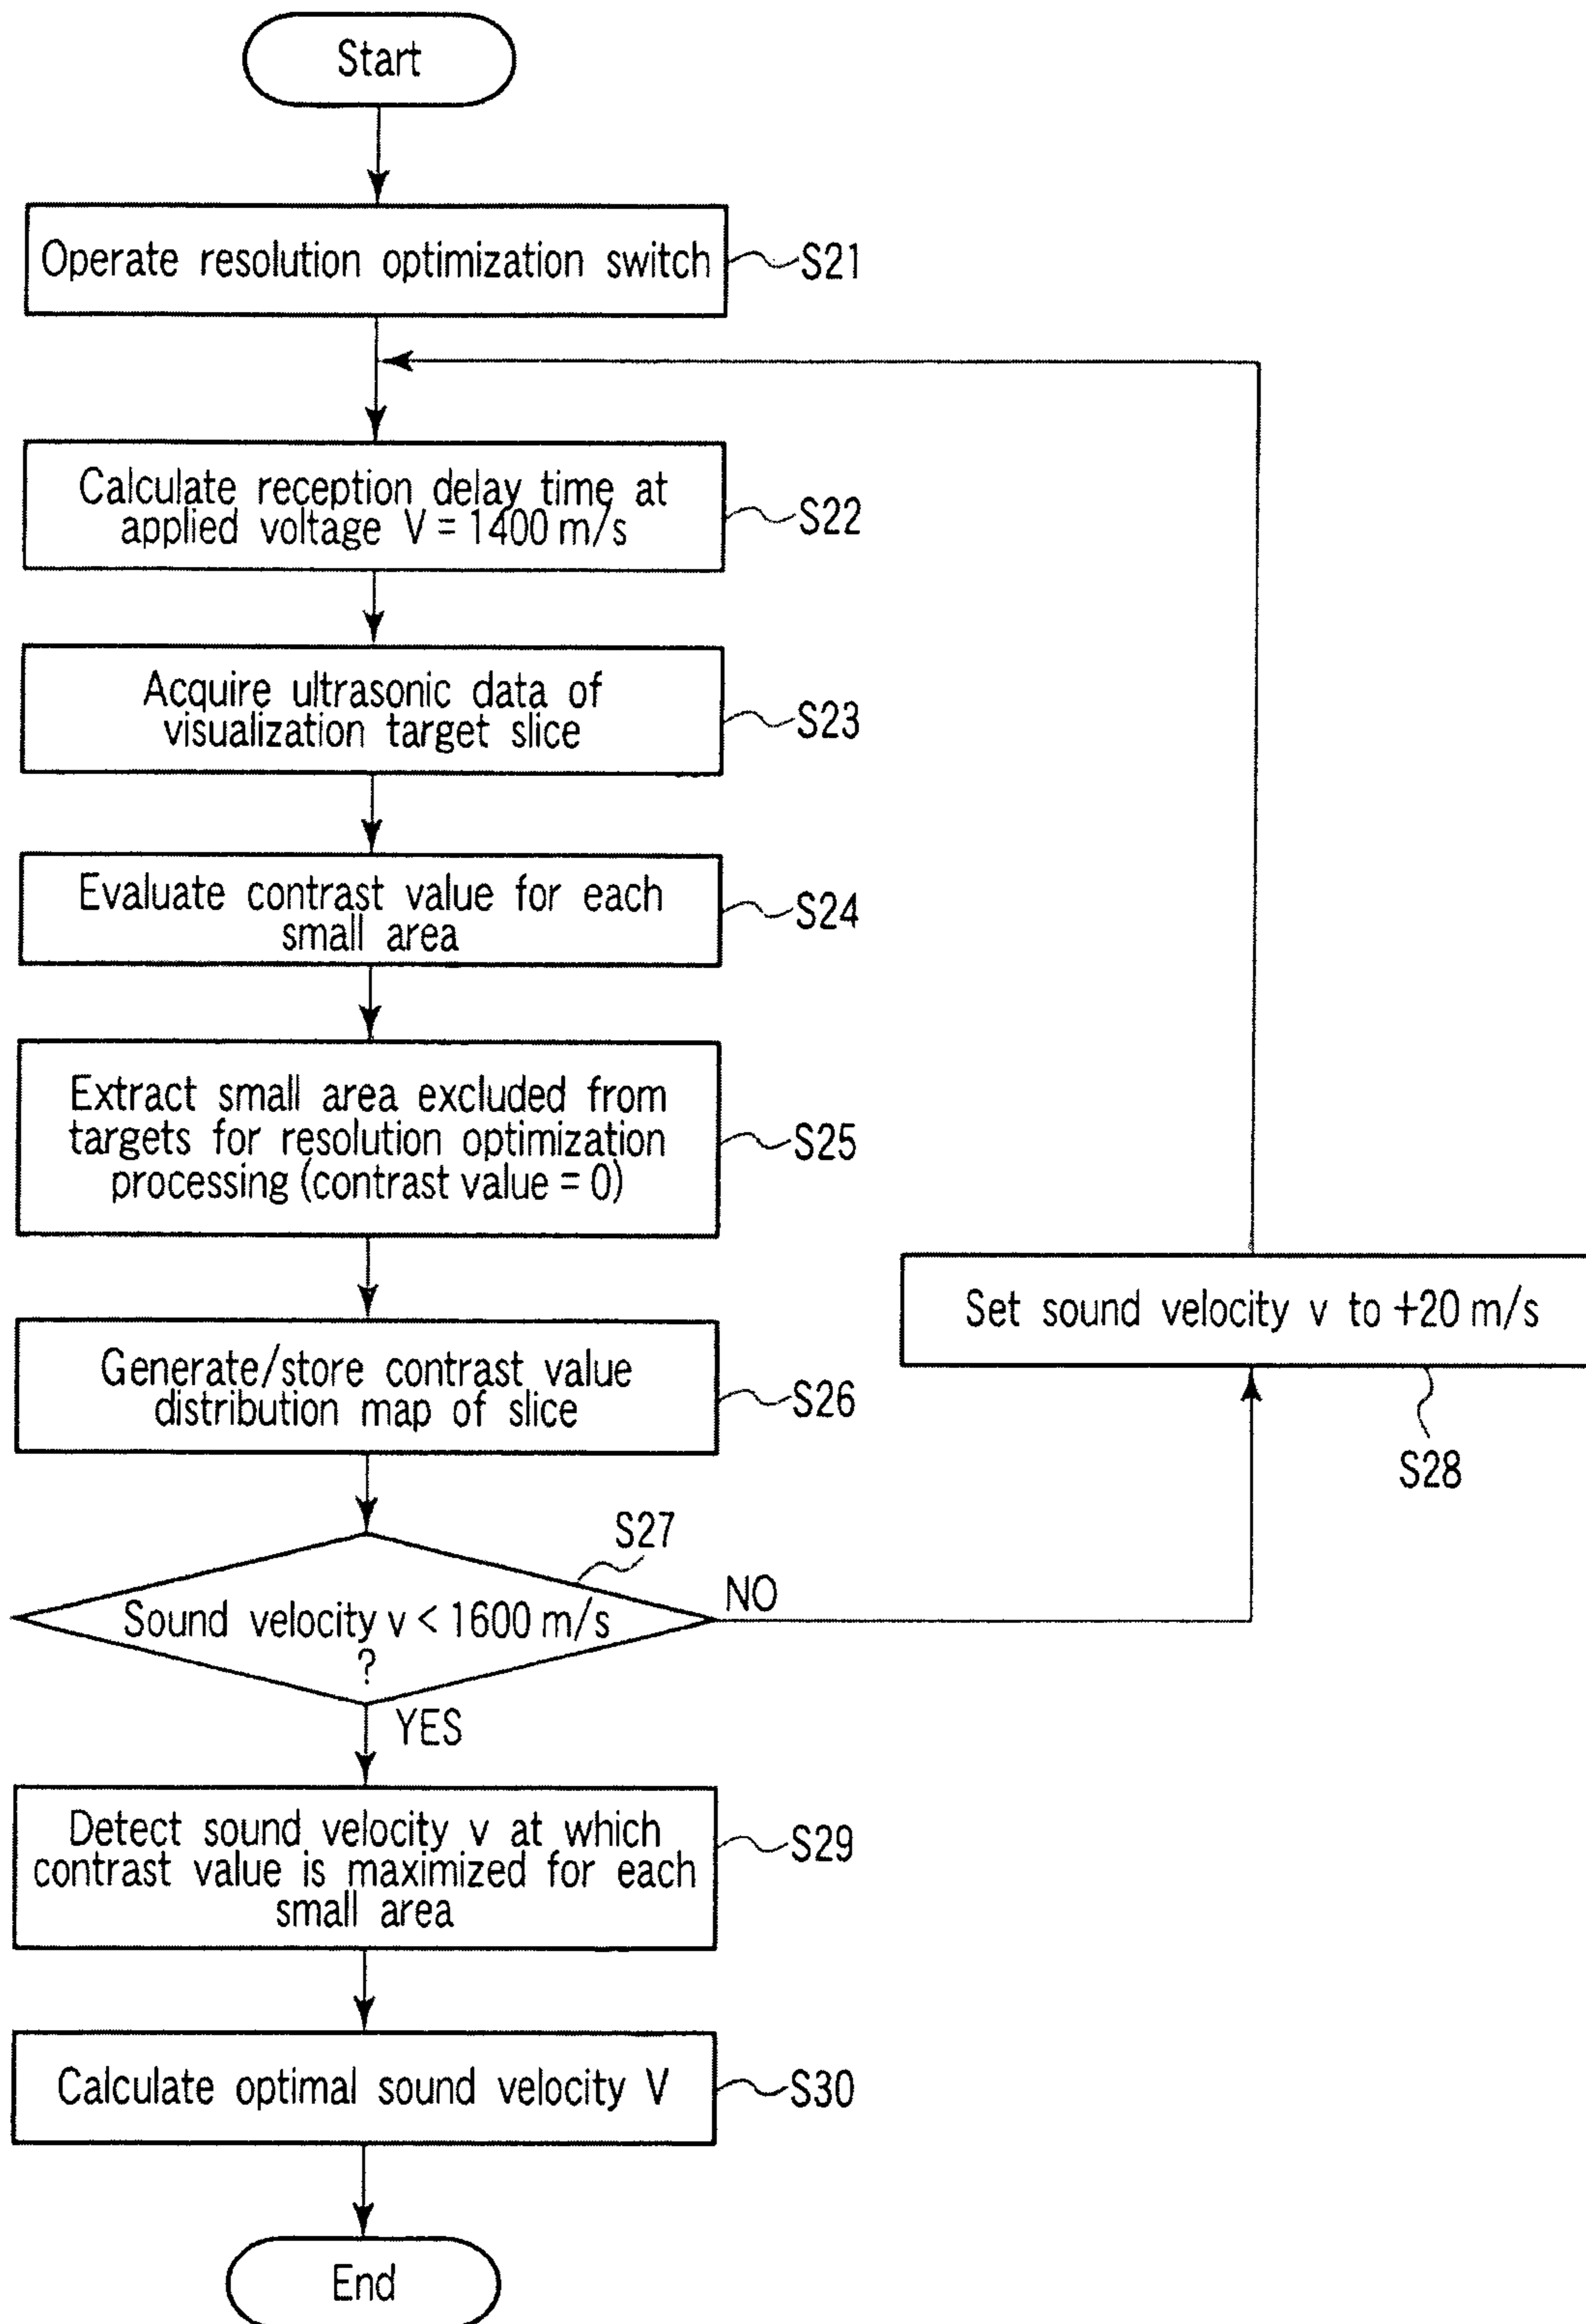 Start
Operate resolution optimization switch
S21
Calculate reception delay time at
applied voltage V = 1400 m/s
S22
Acquire ultrasonic data of
visualization target slice
S23
Evaluate contrast value for each
small area
S24
Extract small area excluded from
targets for resolution optimization
processing (contrast value = 0)
S25
Set sound velocity v to +20 m/s
S28
Generate/store contrast value
distribution map of slice
S26
S27
Sound velocity v < 1600 m/s
?
NO
YES
Detect sound velocity v at which
contrast value is maximized for each
small area
S29
Calculate optimal sound velocity V
S30
End